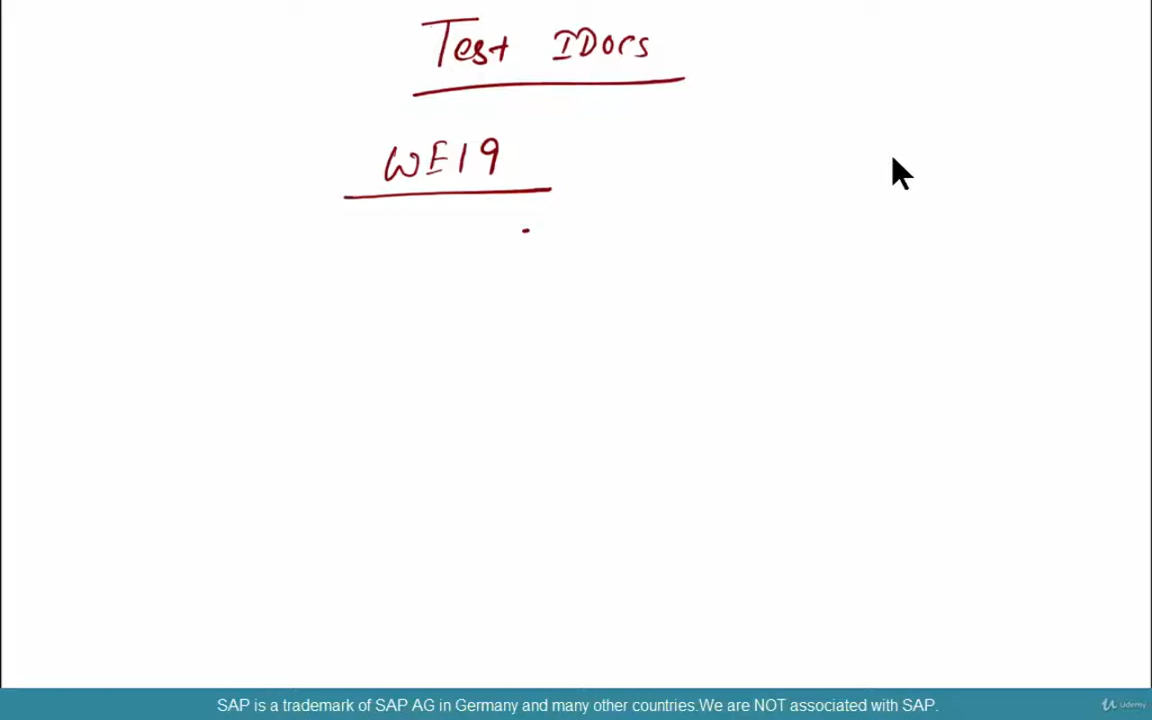 Test IDocs
WE19
SAP is a trademark of SAP AG in Germany and many other countries.We are NOT associated with SAP.
Udemy